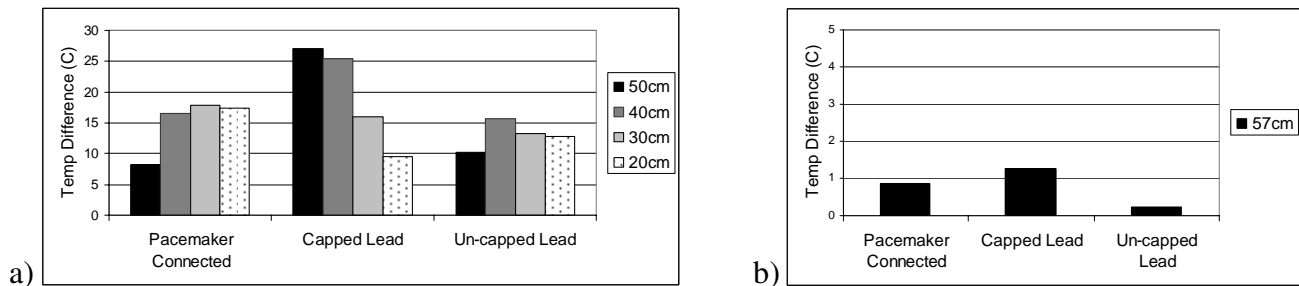 a)
Temp Difference (C)
30
25
20
15
10
5
0
Pacemaker
Connected
Capped Lead
Un-capped Lead
50cm
40cm
30cm
20cm
b)
Temp Difference (C)
5
4
3
2
1
0
Pacemaker
Connected
Capped Lead
Un-capped
Lead
57cm